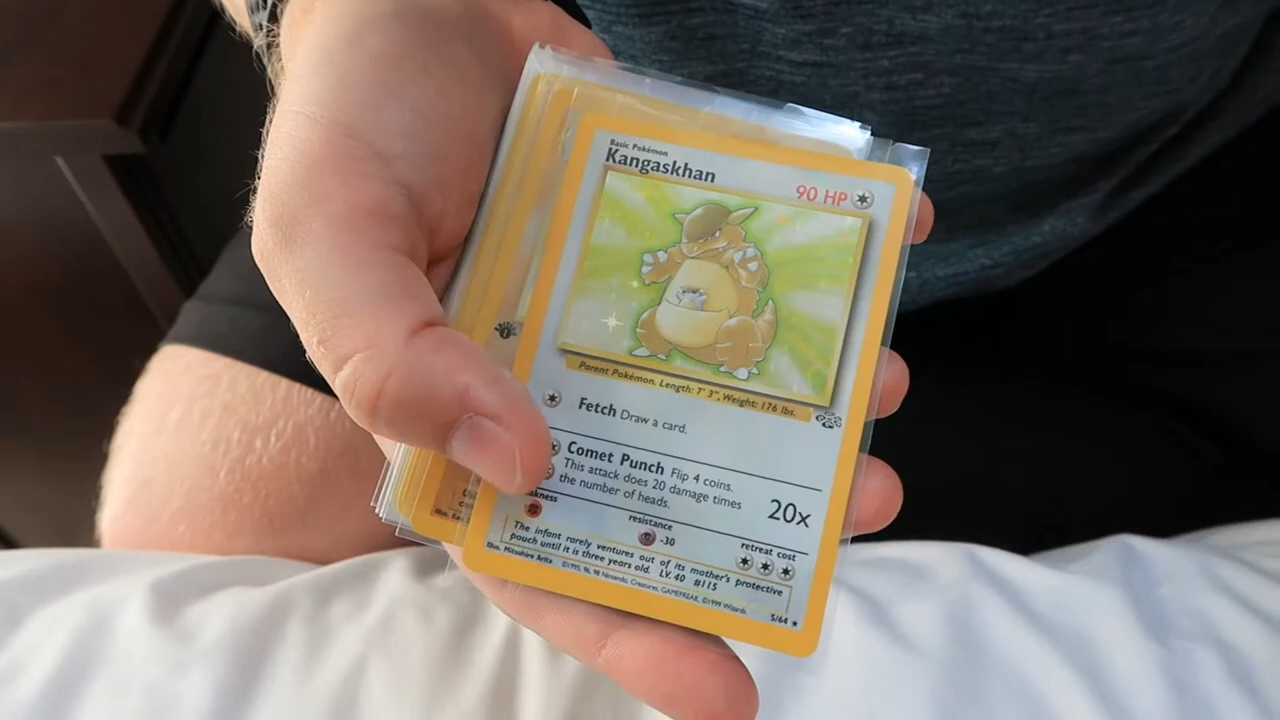 Basic Pokémon
Kangaskhan
90 HP
Parent Pokémon. Length: 7' 3", Weight: 176 lbs.
Fetch Draw a card.
Comet Punch Flip 4 coins.
This attack does 20 damage times
the number of heads.
20x
resistance
-30
retreat cost
The infant rarely ventures out of its mother's protective
pouch until it is three years old. LV. 40 #115
Illus. Mitsuhiro Arita ©1995, 96, 98 Nintendo, Creatures, GAMEFREAK. ©1999 Wizards.
5/64 ★